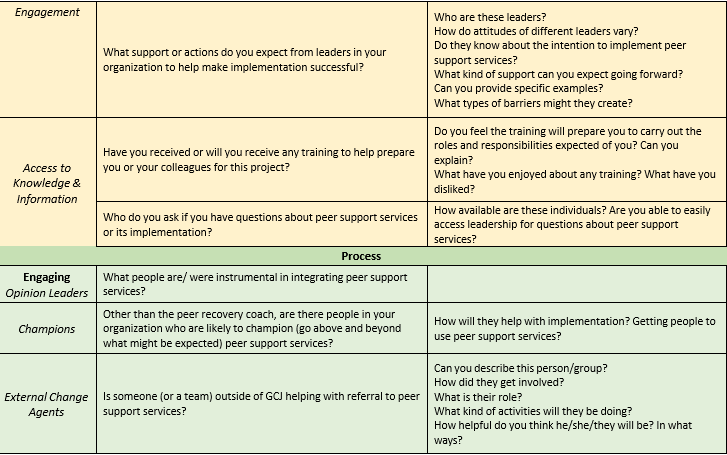 Engagement
What support or actions do you expect from leaders in your
organization to help make implementation successful?
Who are these leaders?
How do attitudes of different leaders vary?
Do they know about the intention to implement peer
support services?
What kind of support can you expect going forward?
Can you provide specific examples?
What types of barriers might they create?
Access to
Knowledge &
Information
Have you received or will you receive any training to help prepare
you or your colleagues for this project?
Do you feel the training will prepare you to carry out the
roles and responsibilities expected of you? Can you
explain?
What have you enjoyed about any training? What have you
disliked?
Who do you ask if you have questions about peer support services
or its implementation?
How available are these individuals? Are you able to easily
access leadership for questions about peer support
services?
Process
Engaging
Opinion Leaders
What people are/ were instrumental in integrating peer support
services?
Champions
Other than the peer recovery coach, are there people in your
organization who are likely to champion (go above and beyond
what might be expected) peer support services?
How will they help with implementation? Getting people to
use peer support services?
External Change
Agents
Is someone (or a team) outside of GCJ helping with referral to peer
support services?
Can you describe this person/group?
How did they get involved?
What is their role?
What kind of activities will they be doing?
How helpful do you think he/she/they will be? In what
ways?